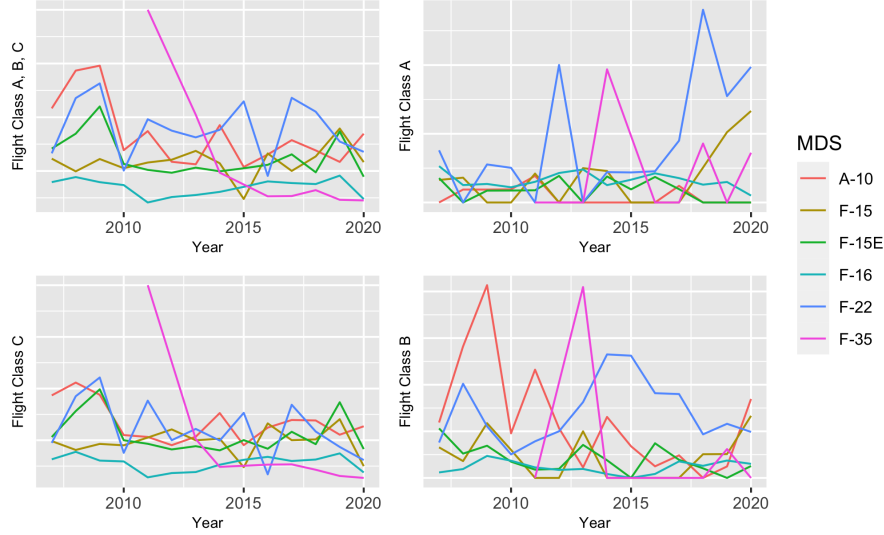 Flight Class A, B, C
2010
2015
2020
Year
Flight Class A
2010
2015
2020
Year
MDS
A-10
F-15
F-15E
F-16
F-22
F-35
Flight Class C
2010
2015
2020
Year
Flight Class B
2010
2015
2020
Year